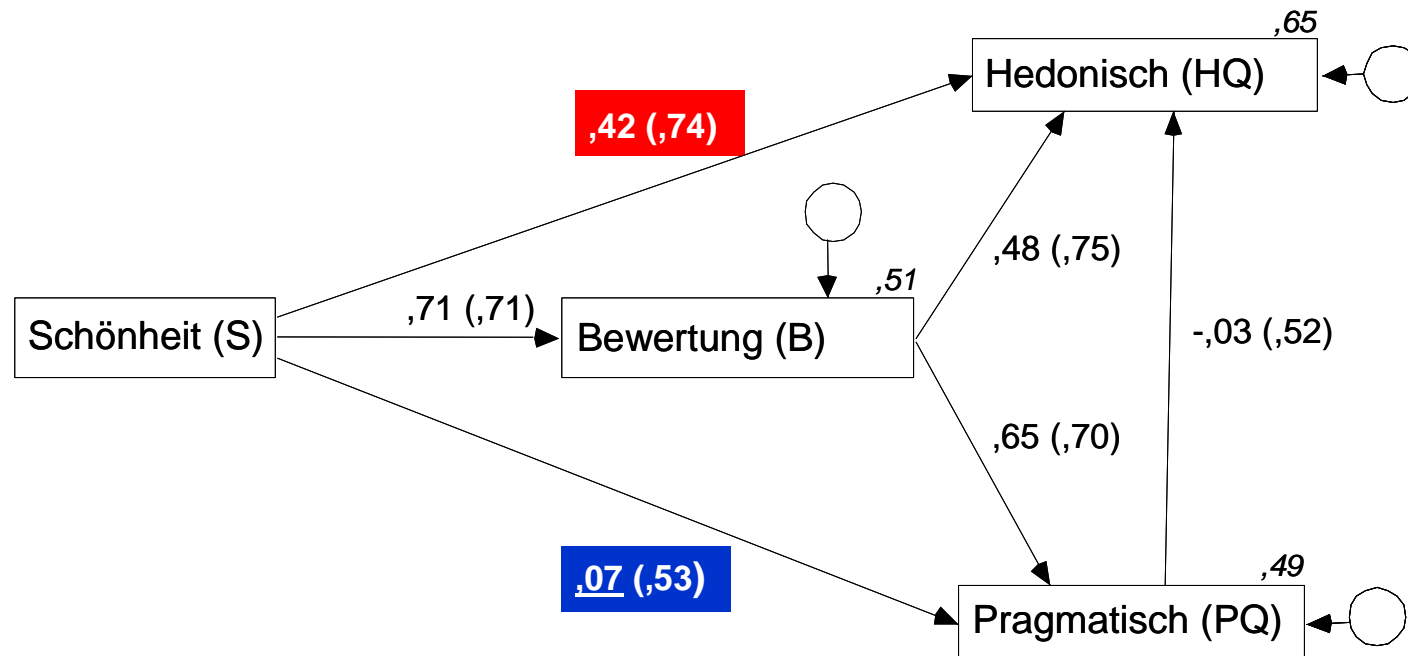 ,65
Hedonisch (HQ)
,42 (,74)
,48 (,75)
,51
,71 (,71)
Schönheit (S)
Bewertung (B)
-,03 (,52)
,65 (,70)
,07 (,53)
,49
Pragmatisch (PQ)